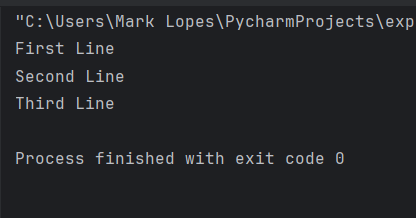 "C:\Users\Mark Lopes\PycharmProjects\exp
First Line
Second Line
Third Line
Process finished with exit code 0